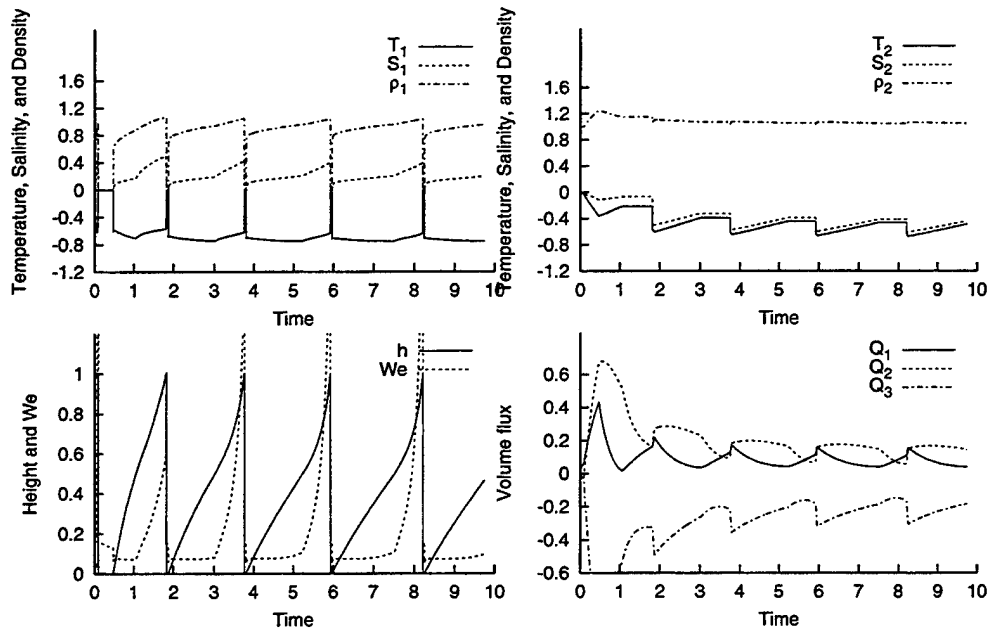 Temperature, Salinity, and Density
T1
S1
ρ1
1.6
1.2
0.8
0.4
0
-0.4
-0.8
-1.2
0 1 2 3 4 5 6 7 8 9 10
Time
Temperature, Salinity, and Density
T2
S2
ρ2
1.6
1.2
0.8
0.4
0
-0.4
-0.8
-1.2
0 1 2 3 4 5 6 7 8 9 10
Time
Height and We
h
We
1
0.8
0.6
0.4
0.2
0
0 1 2 3 4 5 6 7 8 9 10
Time
Volume flux
Q1
Q2
Q3
0.6
0.4
0.2
0
-0.2
-0.4
-0.6
0 1 2 3 4 5 6 7 8 9 10
Time